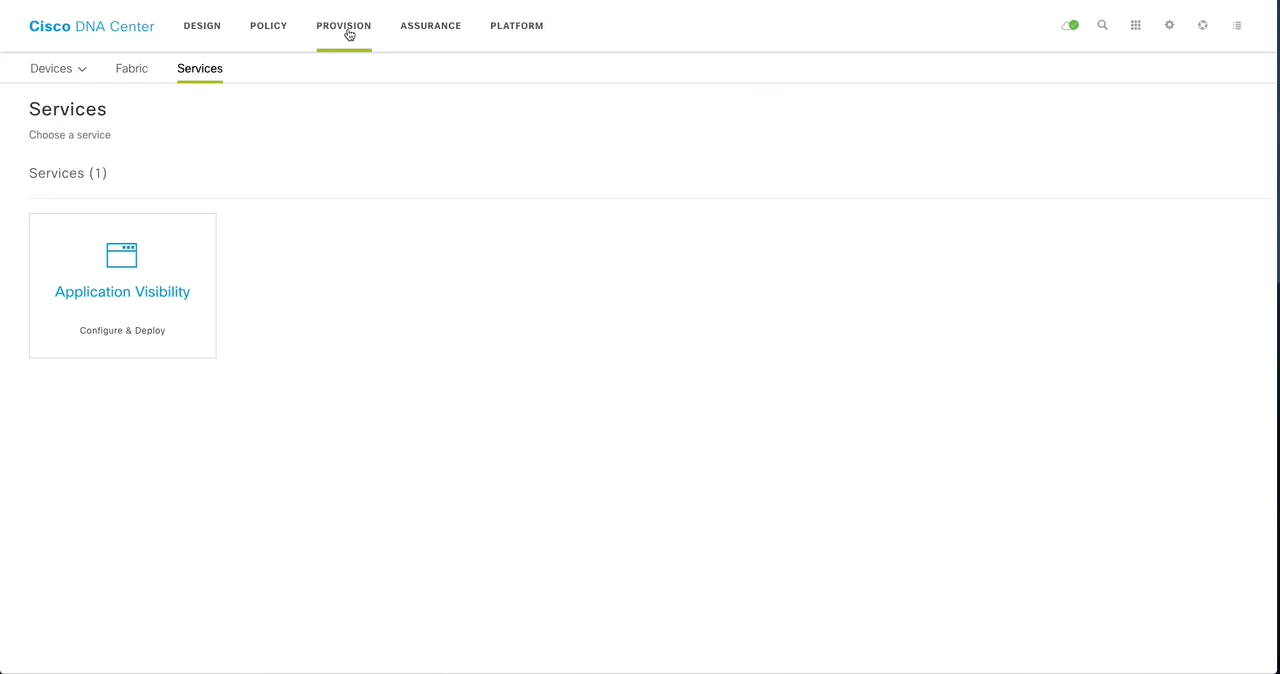 Cisco DNA Center DESIGN POLICY PROVISION ASSURANCE PLATFORM
Devices Fabric Services
Services
Choose a service
Services (1)
Application Visibility
Configure & Deploy